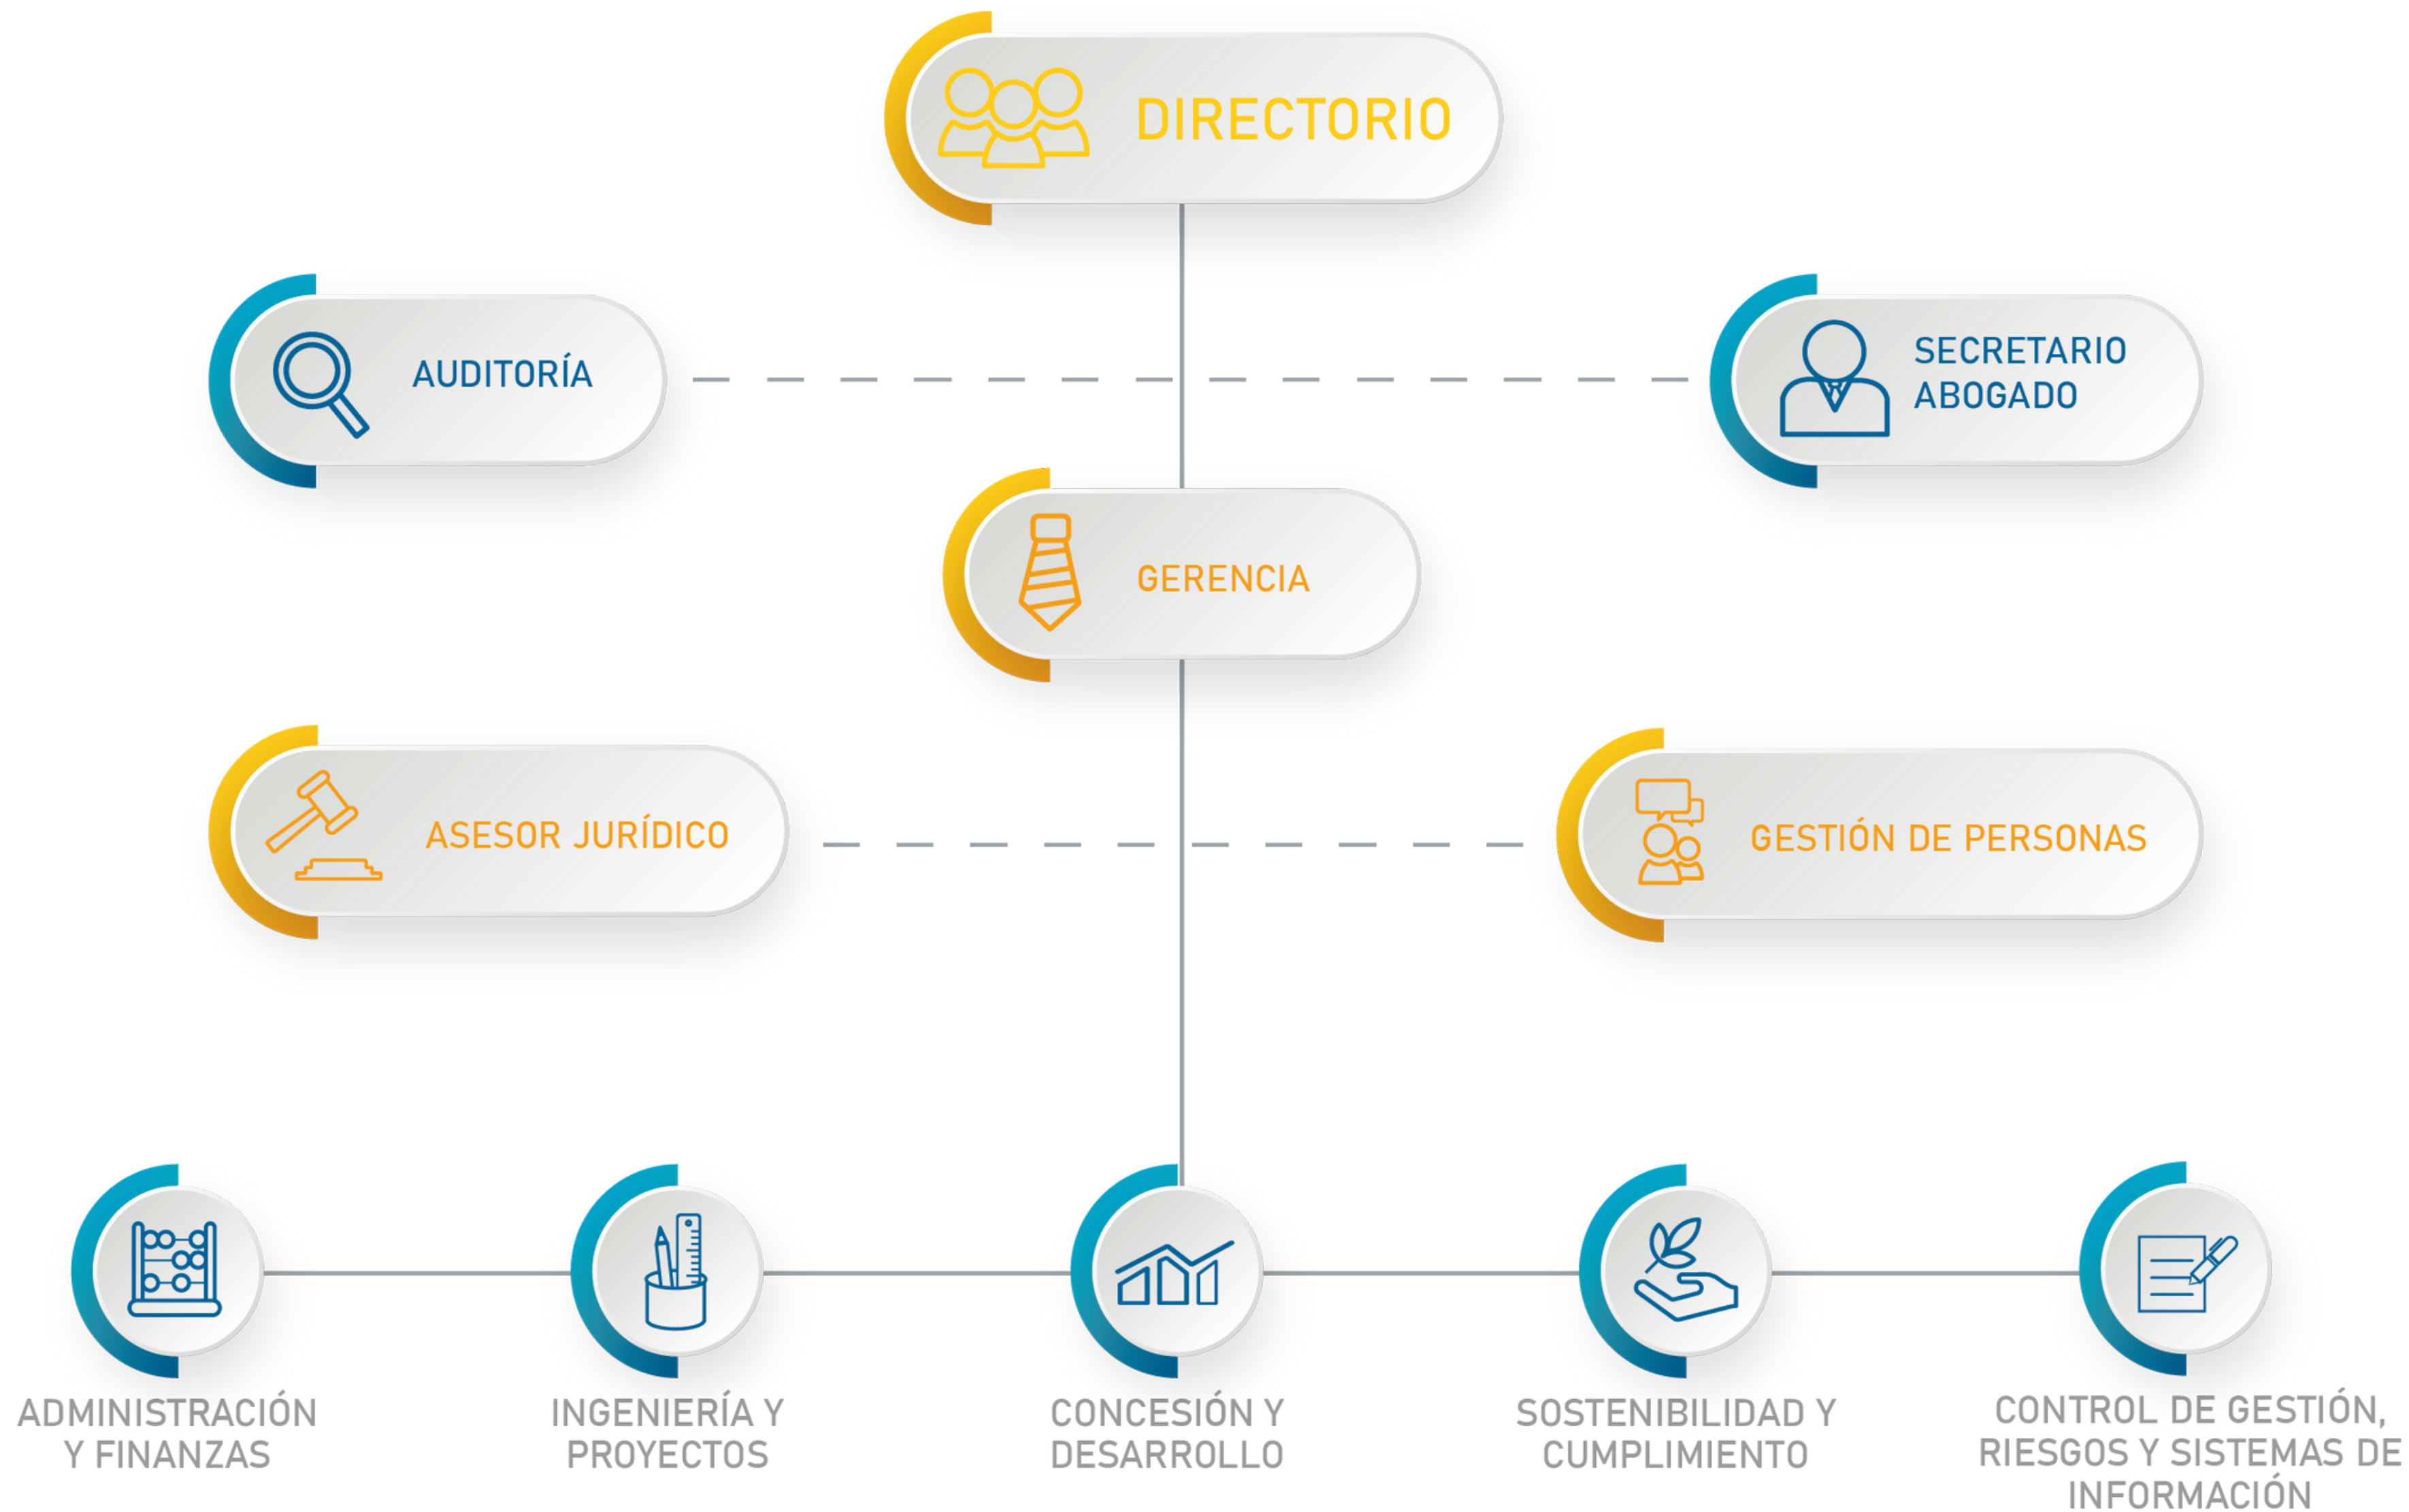 DIRECTORIO
AUDITORÍA
SECRETARIO
ABOGADO
GERENCIA
ASESOR JURÍDICO
GESTIÓN DE PERSONAS
ADMINISTRACIÓN
Y FINANZAS
INGENIERÍA Y
PROYECTOS
CONCESIÓN Y
DESARROLLO
SOSTENIBILIDAD Y
CUMPLIMIENTO
CONTROL DE GESTIÓN,
RIESGOS Y SISTEMAS DE
INFORMACIÓN